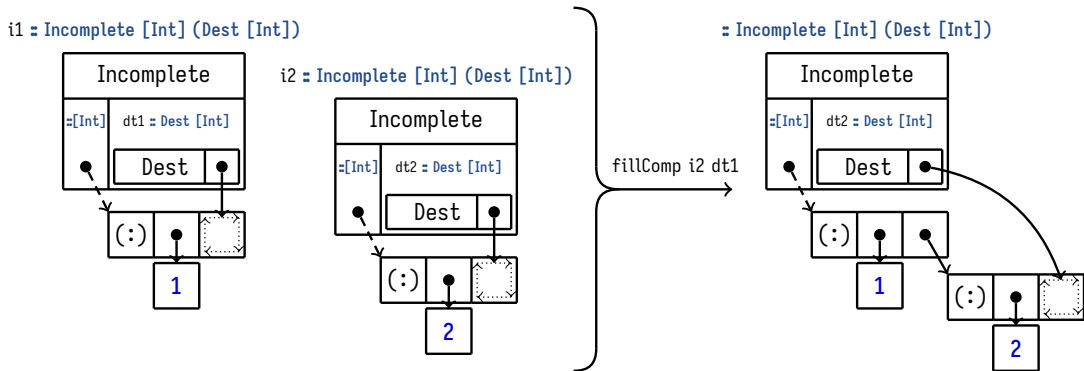 i1 :: Incomplete [Int] (Dest [Int])
Incomplete
::[Int]
dt1 :: Dest [Int]
Dest
(:)
1
i2 :: Incomplete [Int] (Dest [Int])
Incomplete
::[Int]
dt2 :: Dest [Int]
Dest
(:)
2
fillComp i2 dt1
:: Incomplete [Int] (Dest [Int])
Incomplete
::[Int]
dt2 :: Dest [Int]
Dest
(:)
1
(:)
2